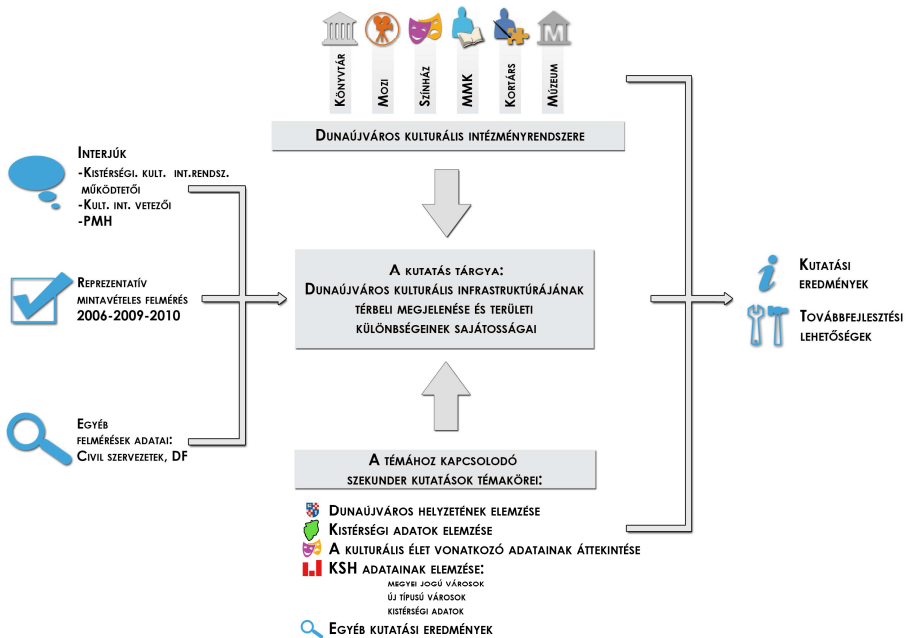 KÖNYVTÁR
MOZI
SZÍNHÁZ
MMK
KORTÁRS
MÚZEUM
M
DUNAÚJVÁROS KULTURÁLIS INTÉZMÉNYRENDSZERE
INTERJÚK
-KISTÉRSÉGI. KULT. INT.RENDSZ.
MŰKÖDTETŐI
-KULT. INT. VETEZŐI
-PMH
REPREZENTATÍV
MINTAVÉTELES FELMÉRÉS
2006-2009-2010
EGYÉB
FELMÉRÉSEK ADATAI:
CIVIL SZERVEZETEK, DF
A KUTATÁS TÁRGYA:
DUNAÚJVÁROS KULTURÁLIS INFRASTRUKTÚRÁJÁNAK
TÉRBELI MEGJELENÉSE ÉS TERÜLETI
KÜLÖNBSÉGEINEK SAJÁTOSSÁGAI
KUTATÁSI
EREDMÉNYEK
TOVÁBBFEJLESZTÉSI
LEHETŐSÉGEK
A TÉMÁHOZ KAPCSOLODÓ
SZEKUNDER KUTATÁSOK TÉMAKÖREI:
DUNAÚJVÁROS HELYZETÉNEK ELEMZÉSE
KISTÉRSÉGI ADATOK ELEMZÉSE
A KULTURÁLIS ÉLET VONATKOZÓ ADATAINAK ÁTTEKINTÉSE
KSH ADATAINAK ELEMZÉSE:
MEGYEI JOGÚ VÁROSOK
ÚJ TÍPUSÚ VÁROSOK
KISTÉRSÉGI ADATOK
EGYÉB KUTATÁSI EREDMÉNYEK